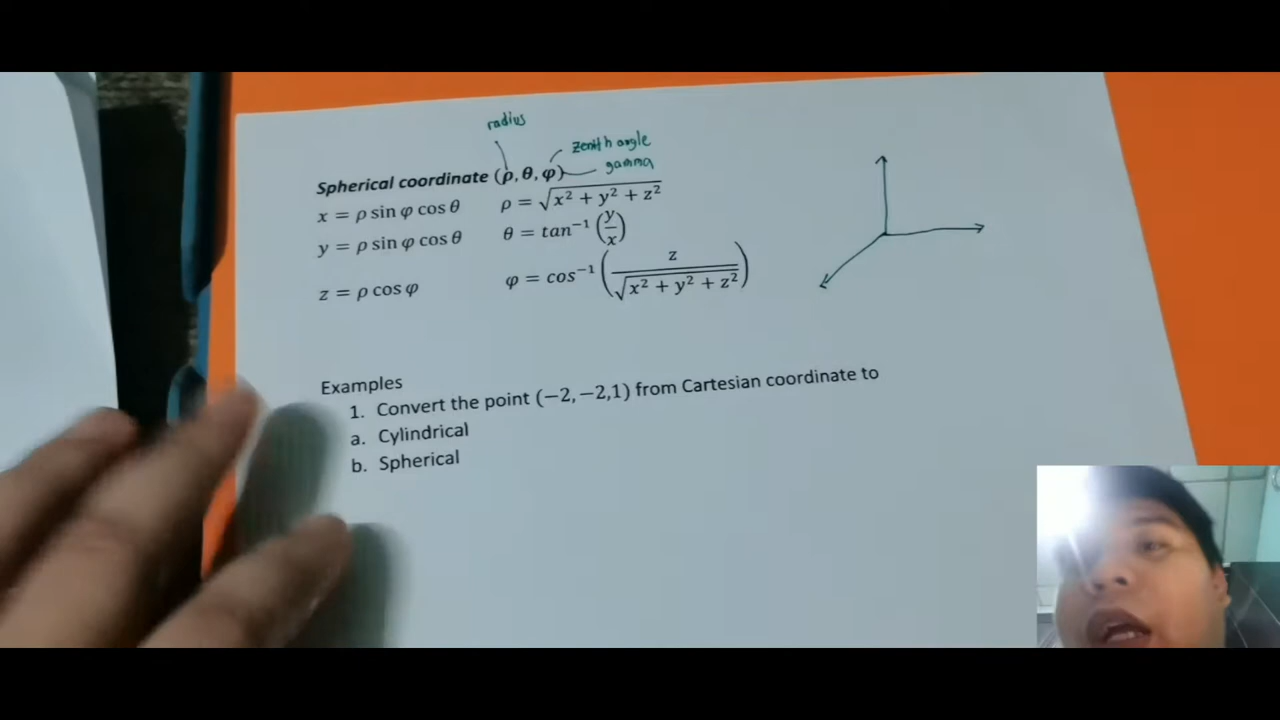 radius
zenith angle
gamma
Spherical coordinate (ρ, θ, φ)
x = ρ sin φ cos θ ρ = √x² + y² + z²
y = ρ sin φ cos θ θ = tan⁻¹ (y/x)
z = ρ cos φ φ = cos⁻¹ (z/√x² + y² + z²)
Examples
1. Convert the point (−2, −2,1) from Cartesian coordinate to
a. Cylindrical
b. Spherical